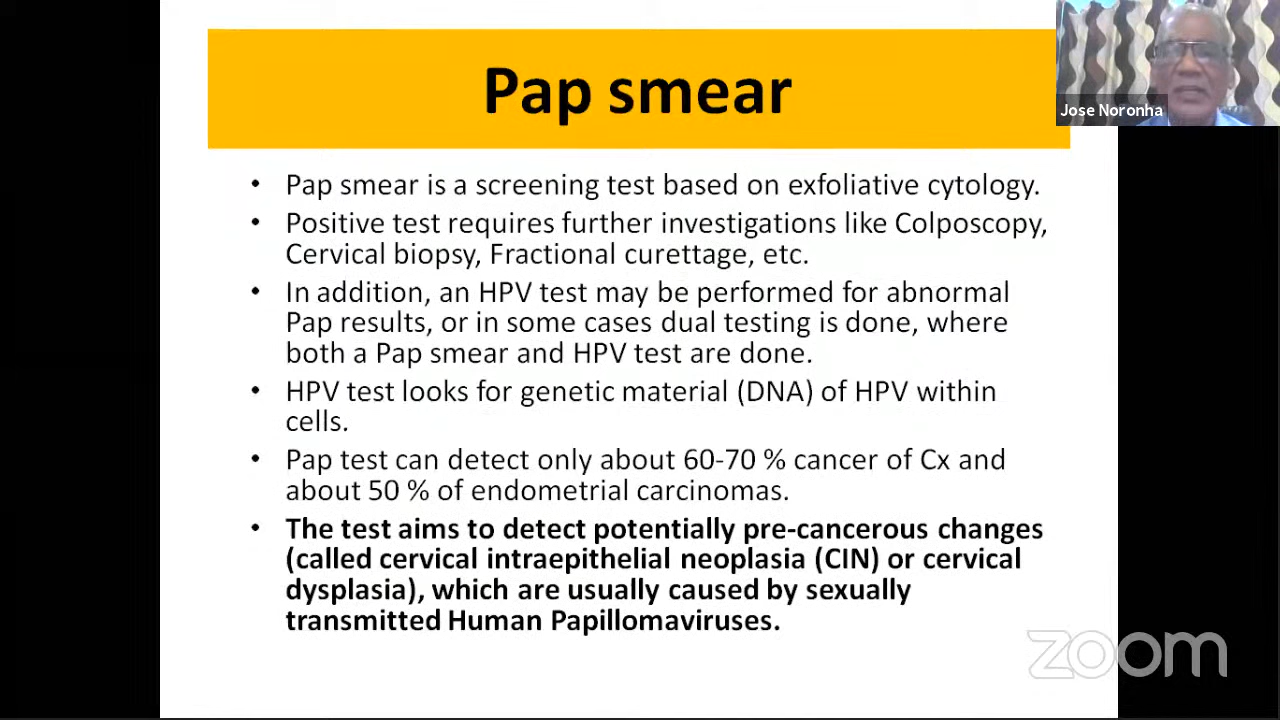 Pap smear
Jose Noronha
• Pap smear is a screening test based on exfoliative cytology.
• Positive test requires further investigations like Colposcopy,
Cervical biopsy, Fractional curettage, etc.
• In addition, an HPV test may be performed for abnormal
Pap results, or in some cases dual testing is done, where
both a Pap smear and HPV test are done.
• HPV test looks for genetic material (DNA) of HPV within
cells.
• Pap test can detect only about 60-70 % cancer of Cx and
about 50 % of endometrial carcinomas.
• The test aims to detect potentially pre-cancerous changes
(called cervical intraepithelial neoplasia (CIN) or cervical
dysplasia), which are usually caused by sexually
transmitted Human Papillomaviruses.
zoom